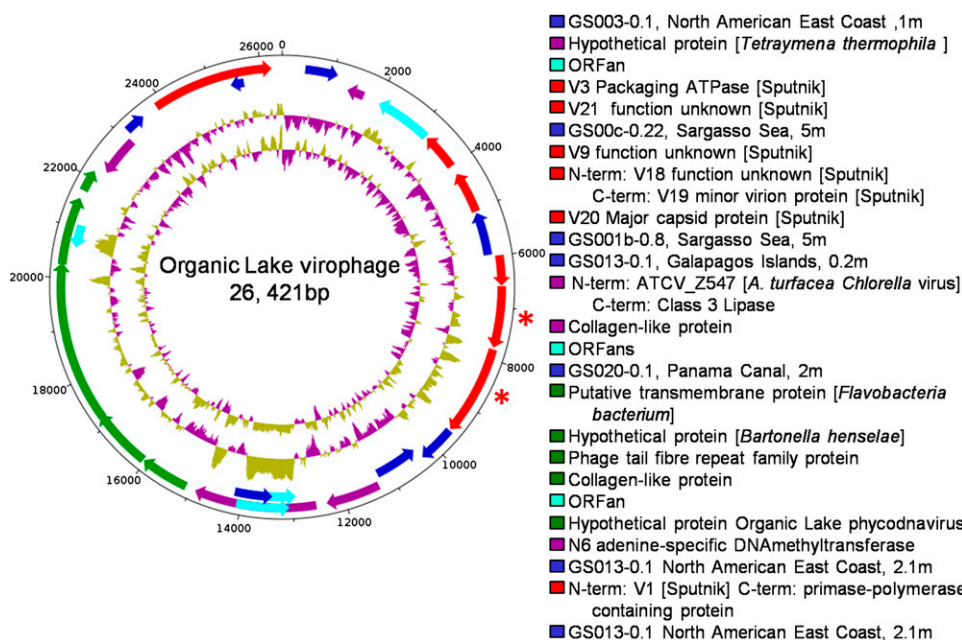 26000
0
2000
4000
6000
8000
10000
12000
14000
16000
18000
20000
22000
24000
Organic Lake virophage
26, 421bp
*
*
GS003-0.1, North American East Coast ,1m
Hypothetical protein [Tetraymena thermophila ]
ORFan
V3 Packaging ATPase [Sputnik]
V21 function unknown [Sputnik]
GS00c-0.22, Sargasso Sea, 5m
V9 function unknown [Sputnik]
N-term: V18 function unknown [Sputnik]
C-term: V19 minor virion protein [Sputnik]
V20 Major capsid protein [Sputnik]
GS001b-0.8, Sargasso Sea, 5m
GS013-0.1, Galapagos Islands, 0.2m
N-term: ATCV_Z547 [A. turfacea Chlorella virus]
C-term: Class 3 Lipase
Collagen-like protein
ORFans
GS020-0.1, Panama Canal, 2m
Putative transmembrane protein [Flavobacteria
bacterium]
Hypothetical protein [Bartonella henselae]
Phage tail fibre repeat family protein
Collagen-like protein
ORFan
Hypothetical protein Organic Lake phycodnavirus
N6 adenine-specific DNAmethyltransferase
GS013-0.1 North American East Coast, 2.1m
N-term: V1 [Sputnik] C-term: primase-polymerase
containing protein
GS013-0.1 North American East Coast, 2.1m